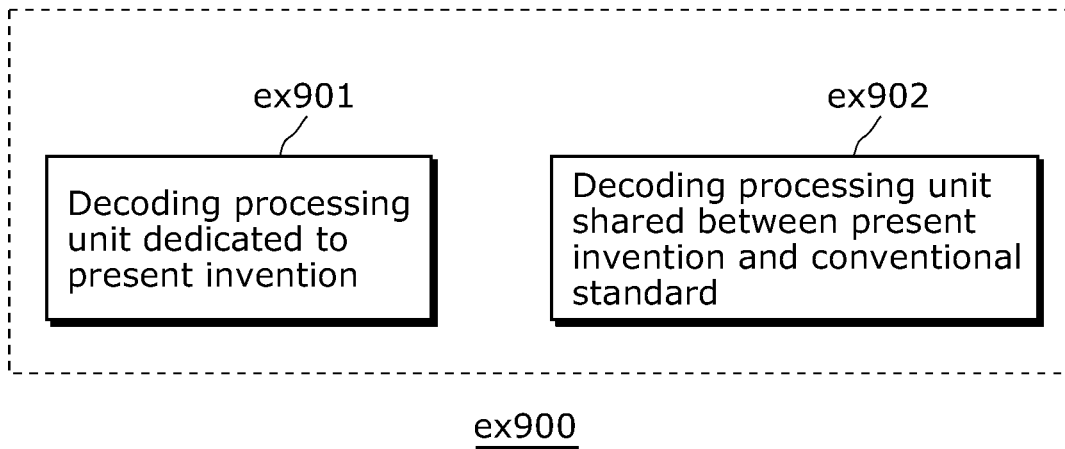 ex901
Decoding processing
unit dedicated to
present invention
ex902
Decoding processing unit
shared between present
invention and conventional
standard
ex900